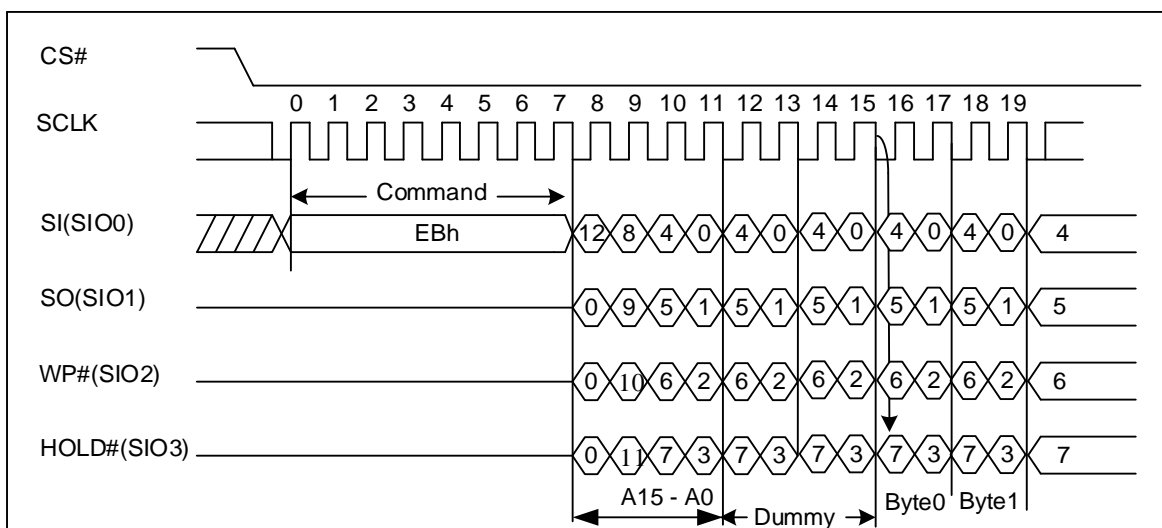 CS#
0 1 2 3 4 5 6 7 8 9 10 11 12 13 14 15 16 17 18 19
SCLK
Command
SI(SIO0) EBh 12 8 4 0 4 0 4 0 4 0 4 0 4
SO(SIO1) 0 9 5 1 5 1 5 1 5 1 5 1 5
WP#(SIO2) 0 10 6 2 6 2 6 2 6 2 6 2 6
HOLD#(SIO3) 0 11 7 3 7 3 7 3 7 3 7 3 7
A15 - A0 Dummy Byte0 Byte1